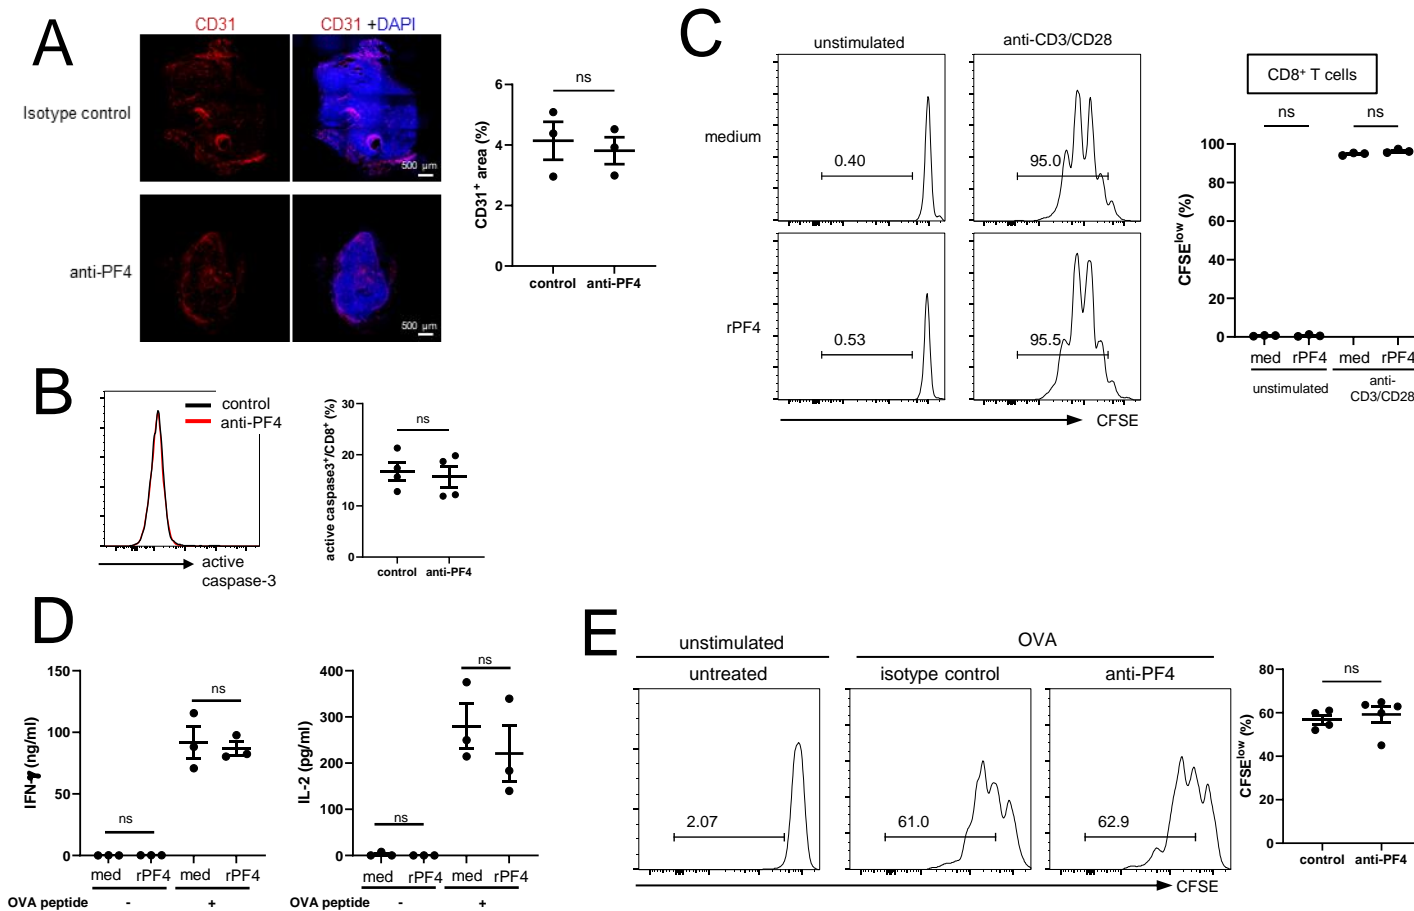 A
CD31
CD31 +DAPI
Isotype control
500 µm
anti-PF4
500 µm
ns
6
4
2
0
CD31+ area (%)
control
anti-PF4
B
control
anti-PF4
active
caspase-3
ns
30
20
10
0
active caspase3+/CD8+ (%)
control
anti-PF4
C
unstimulated
anti-CD3/CD28
medium
0.40
95.0
rPF4
0.53
95.5
CFSE
CD8+ T cells
ns
ns
100
80
60
40
20
0
CFSElow (%)
med
rPF4
med
rPF4
unstimulated
anti-
CD3/CD28
D
150
100
50
0
IFN-γ (ng/ml)
ns
ns
med
rPF4
med
rPF4
OVA peptide
-
+
400
300
200
100
0
IL-2 (pg/ml)
ns
ns
med
rPF4
med
rPF4
OVA peptide
-
+
E
unstimulated
OVA
untreated
isotype control
anti-PF4
2.07
61.0
62.9
CFSE
ns
80
60
40
20
0
CFSElow (%)
control
anti-PF4